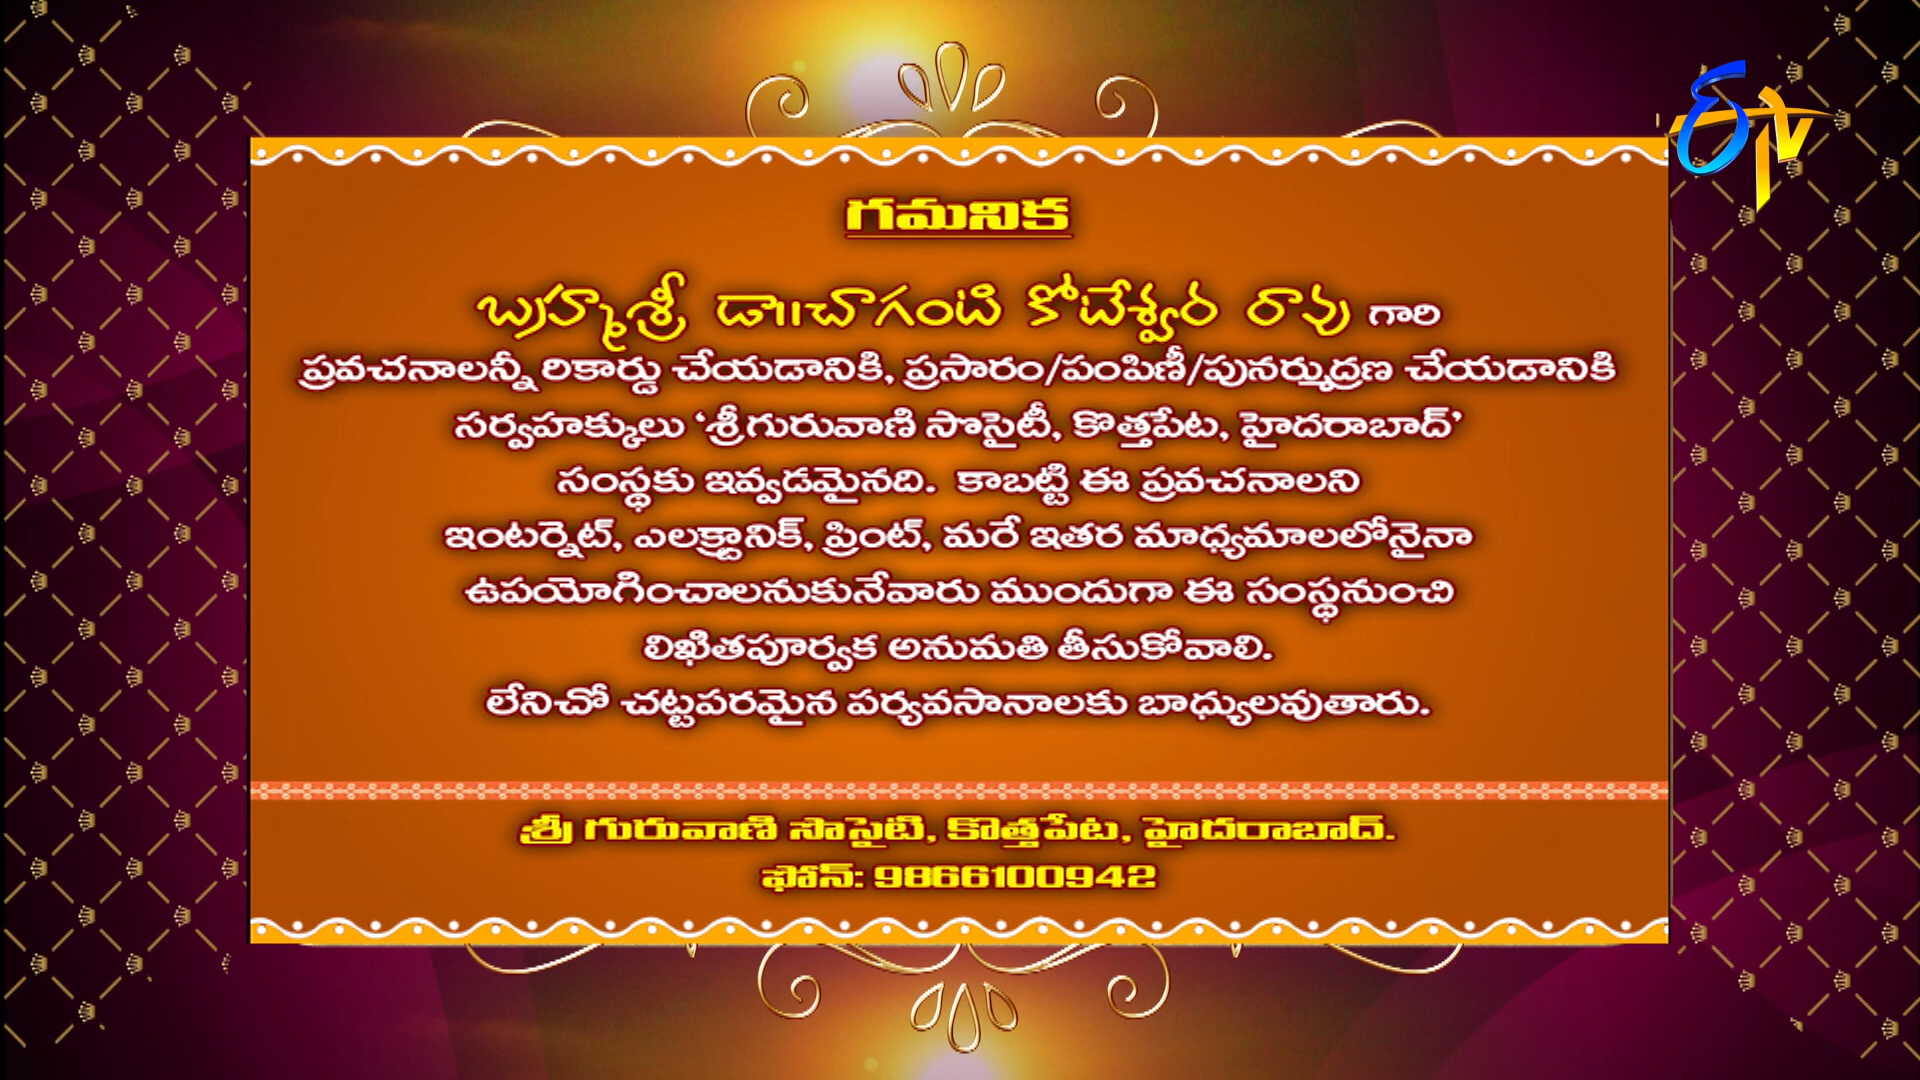 ఈtv
గమనిక
బ్రహ్మశ్రీ డా॥చాగంటి కోటేశ్వర రావు గారి
ప్రవచనాలన్నీ రికార్డు చేయడానికి, ప్రసారం/పంపిణీ/పునర్ముద్రణ చేయడానికి
సర్వహక్కులు ‘శ్రీగురువాణి సొసైటీ, కొత్తపేట, హైదరాబాద్’
సంస్థకు ఇవ్వడమైనది. కాబట్టి ఈ ప్రవచనాలని
ఇంటర్నెట్, ఎలక్ట్రానిక్, ప్రింట్, మరే ఇతర మాధ్యమాలలోనైనా
ఉపయోగించాలనుకునేవారు ముందుగా ఈ సంస్థనుంచి
లిఖితపూర్వక అనుమతి తీసుకోవాలి.
లేనిచో చట్టపరమైన పర్యవసానాలకు బాధ్యులవుతారు.
శ్రీ గురువాణి సొసైటి, కొత్తపేట, హైదరాబాద్.
ఫోన్: 9866100942